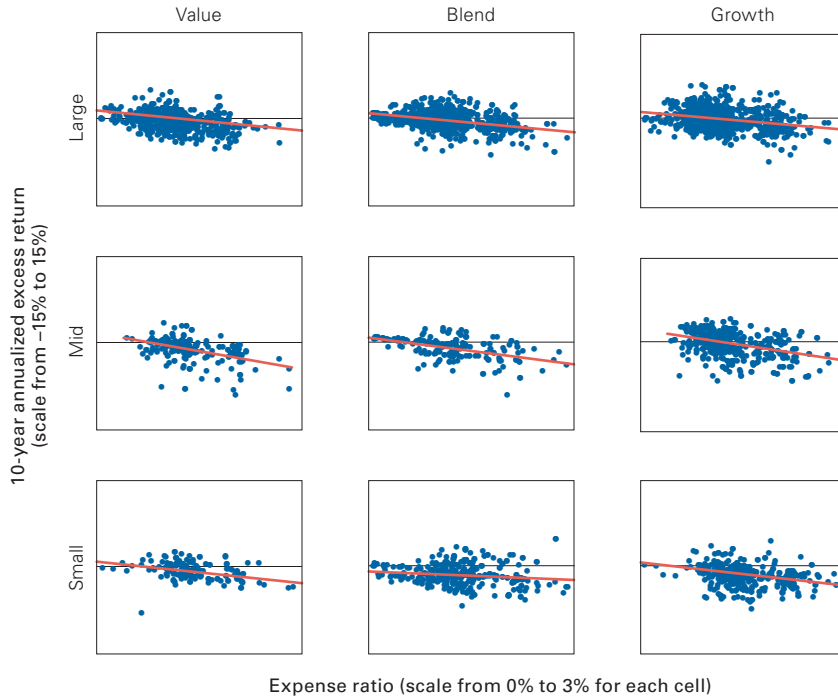 Value
Blend
Growth
Large
Mid
Small
10-year annualized excess return
(scale from –15% to 15%)
Expense ratio (scale from 0% to 3% for each cell)